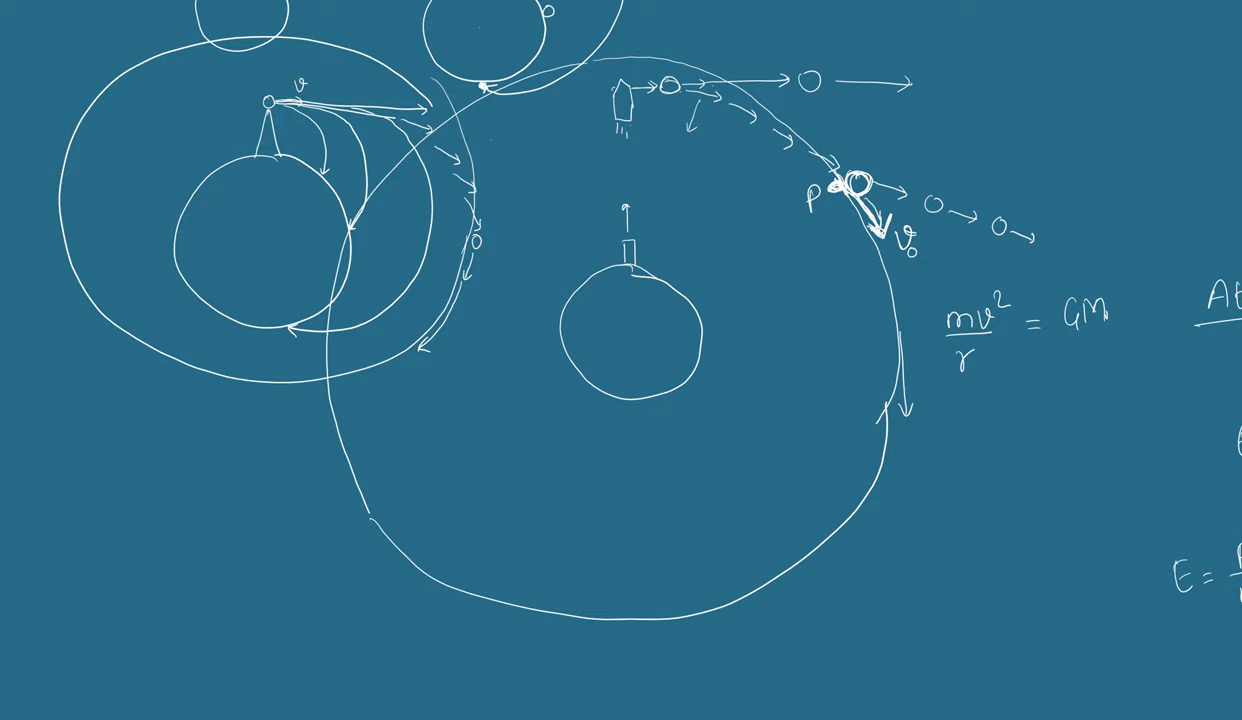 v
P
v₀
mv²/r = GM
E =